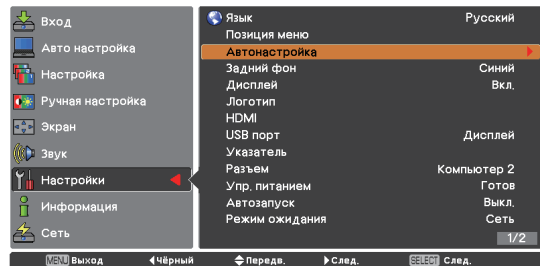 Вход
Авто настройка
Настройка
Ручная настройка
Экран
Звук
Настройки
Информация
Сеть
Язык Русский
Позиция меню
Автонастройка
Задний фон Синий
Дисплей Вкл.
Логотип
HDMI
USB порт Дисплей
Указатель
Разъем Компьютер 2
Упр. питанием Готов
Автозапуск Выкл.
Режим ожидания Сеть
1/2
MENU Выход чёрный Передв. След. SELECT След.